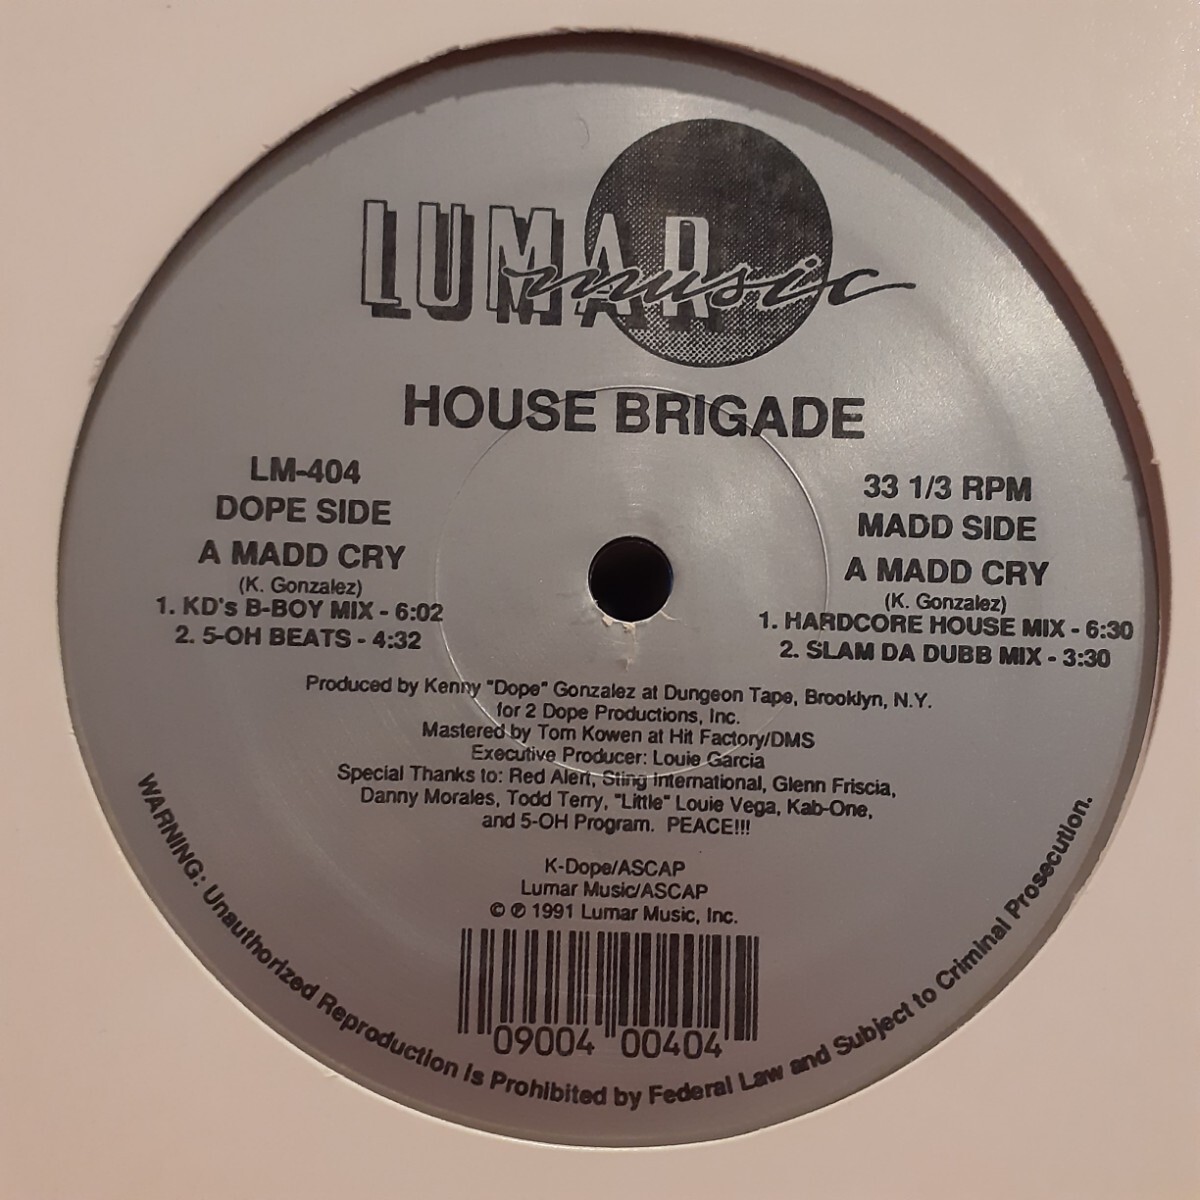 LUMAR
music
HOUSE BRIGADE
LM-404
DOPE SIDE
A MADD CRY
(K. Gonzalez)
1. KD's B-BOY MIX - 6:02
2. 5-OH BEATS - 4:32
33 1/3 RPM
MADD SIDE
A MADD CRY
(K. Gonzalez)
1. HARDCORE HOUSE MIX - 6:30
2. SLAM DA DUBB MIX - 3:30
Produced by Kenny "Dope" Gonzalez at Dungeon Tape, Brooklyn, N.Y.
for 2 Dope Productions, Inc.
Mastered by Tom Kowen at Hit Factory/DMS
Executive Producer: Louie Garcia
Special Thanks to: Red Alert, Sting International, Glenn Friscia,
Danny Morales, Todd Terry, "Little" Louie Vega, Kab-One,
and 5-OH Program. PEACE!!!
K-Dope/ASCAP
Lumar Music/ASCAP
© ℗ 1991 Lumar Music, Inc.
09004 00404
WARNING: Unauthorized Reproduction Is Prohibited by Federal Law and Subject to Criminal Prosecution.